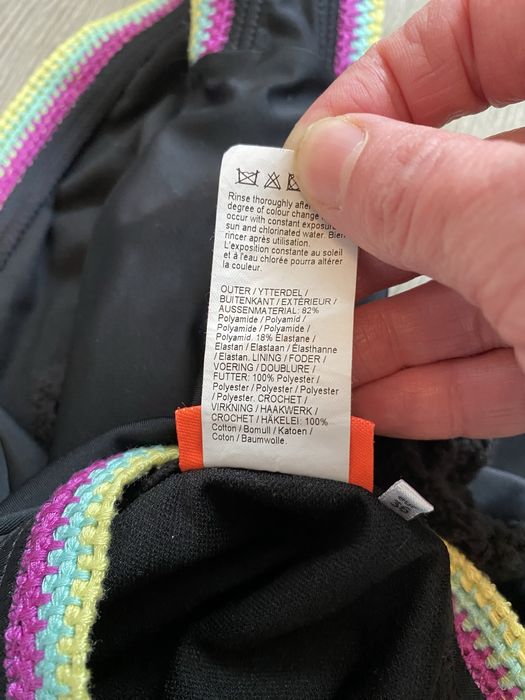 Rinse thoroughly after
degree of colour change
occur with constant exposure
sun and chlorinated water. Bien
rincer après utilisation.
L'exposition constante au soleil
et à l'eau chlorée pourra altérer
la couleur.
OUTER / YTTERDEL /
BUITENKANT / EXTÉRIEUR /
AUSSENMATERIAL: 82%
Polyamide / Polyamid /
Polyamide / Polyamide /
Polyamid. 18% Elastane /
Elastan / Elastaan / Élasthanne
/ Elastan. LINING / FODER /
VOERING / DOUBLURE /
FUTTER: 100% Polyester /
Polyester / Polyester / Polyester
/ Polyester. CROCHET /
VIRKNING / HAAKWERK /
CROCHET / HÄKELEI: 100%
Cotton / Bomull / Katoen /
Coton / Baumwolle.
36